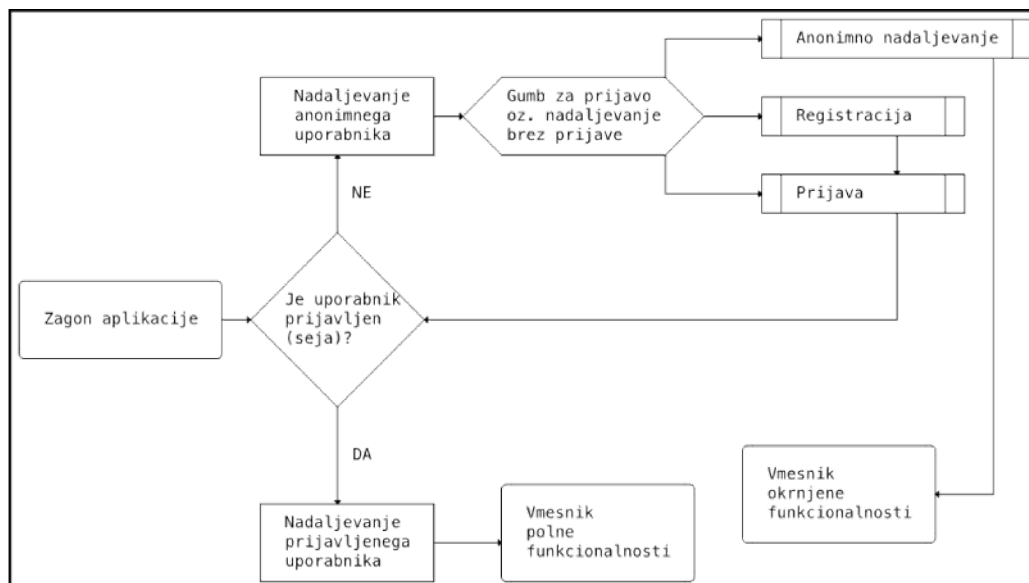 Anonimno nadaljevanje
Nadaljevanje
anonimnega
uporabnika
Gumb za prijavo
oz. nadaljevanje
brez prijave
Registracija
Prijava
NE
Zagon aplikacije
Je uporabnik
prijavljen
(seja)?
DA
Vmesnik
okrnjene
funkcionalnosti
Nadaljevanje
prijavljenega
uporabnika
Vmesnik
polne
funkcionalnosti